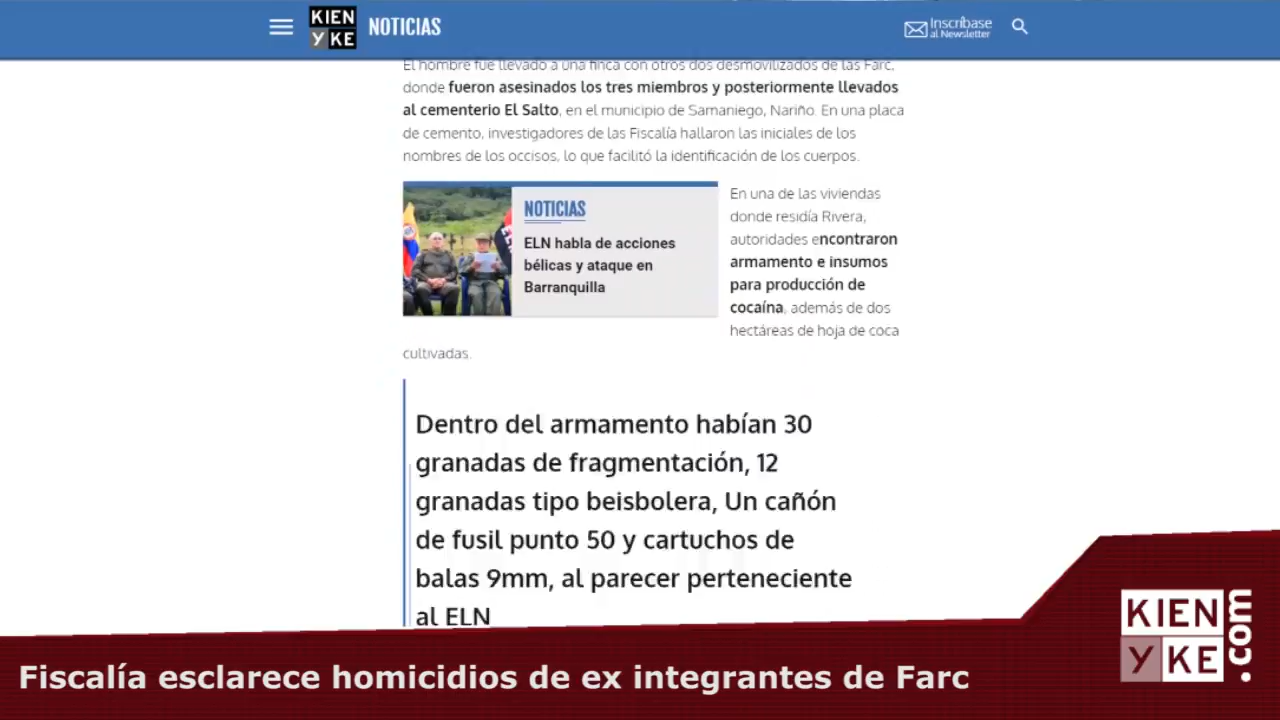 KIEN
Y KE
NOTICIAS
Inscríbase
al Newsletter
El hombre fue llevado a una finca con otros dos desmovilizados de las Farc,
donde fueron asesinados los tres miembros y posteriormente llevados
al cementerio El Salto, en el municipio de Samaniego, Nariño. En una placa
de cemento, investigadores de las Fiscalía hallaron las iniciales de los
nombres de los occisos, lo que facilitó la identificación de los cuerpos.
NOTICIAS
ELN habla de acciones
bélicas y ataque en
Barranquilla
En una de las viviendas
donde residía Rivera,
autoridades encontraron
armamento e insumos
para producción de
cocaína, además de dos
hectáreas de hoja de coca
cultivadas.
Dentro del armamento habían 30
granadas de fragmentación, 12
granadas tipo beisbolera, Un cañón
de fusil punto 50 y cartuchos de
balas 9mm, al parecer perteneciente
al ELN
Fiscalía esclarece homicidios de ex integrantes de Farc
KIEN
Y KE
.com